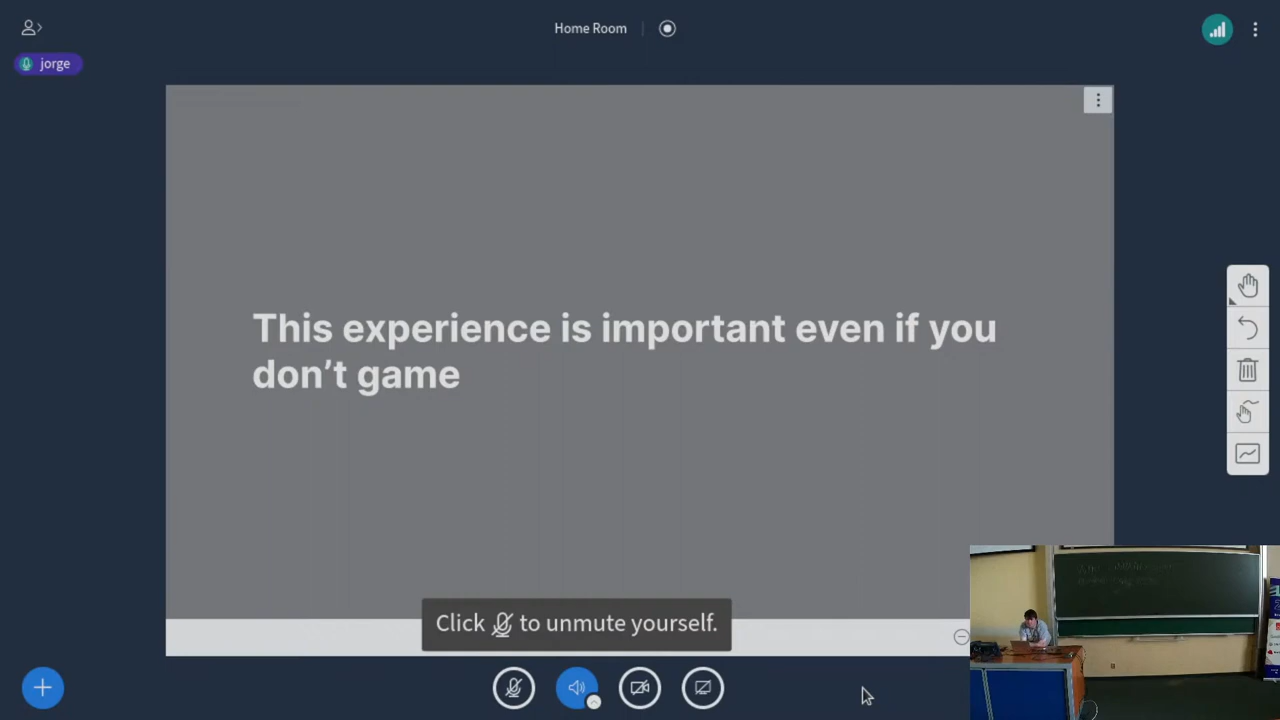 Home Room
jorge
This experience is important even if you
don’t game
Click to unmute yourself.